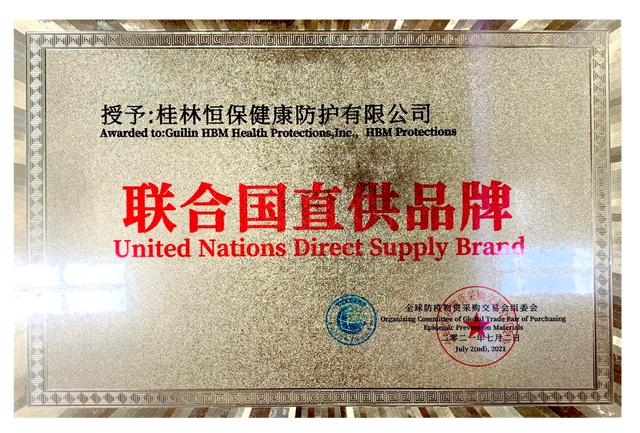 授予:桂林恒保健康防护有限公司
Awarded to:Guilin HBM Health Protections,Inc., HBM Protections
联合国直供品牌
United Nations Direct Supply Brand
全球防疫物资采购交易会组委会
Organizing Committee of Global Trade Fair of Purchasing
Epidemic Prevention Materials
二零二一年七月二日
July 2(nd), 2021